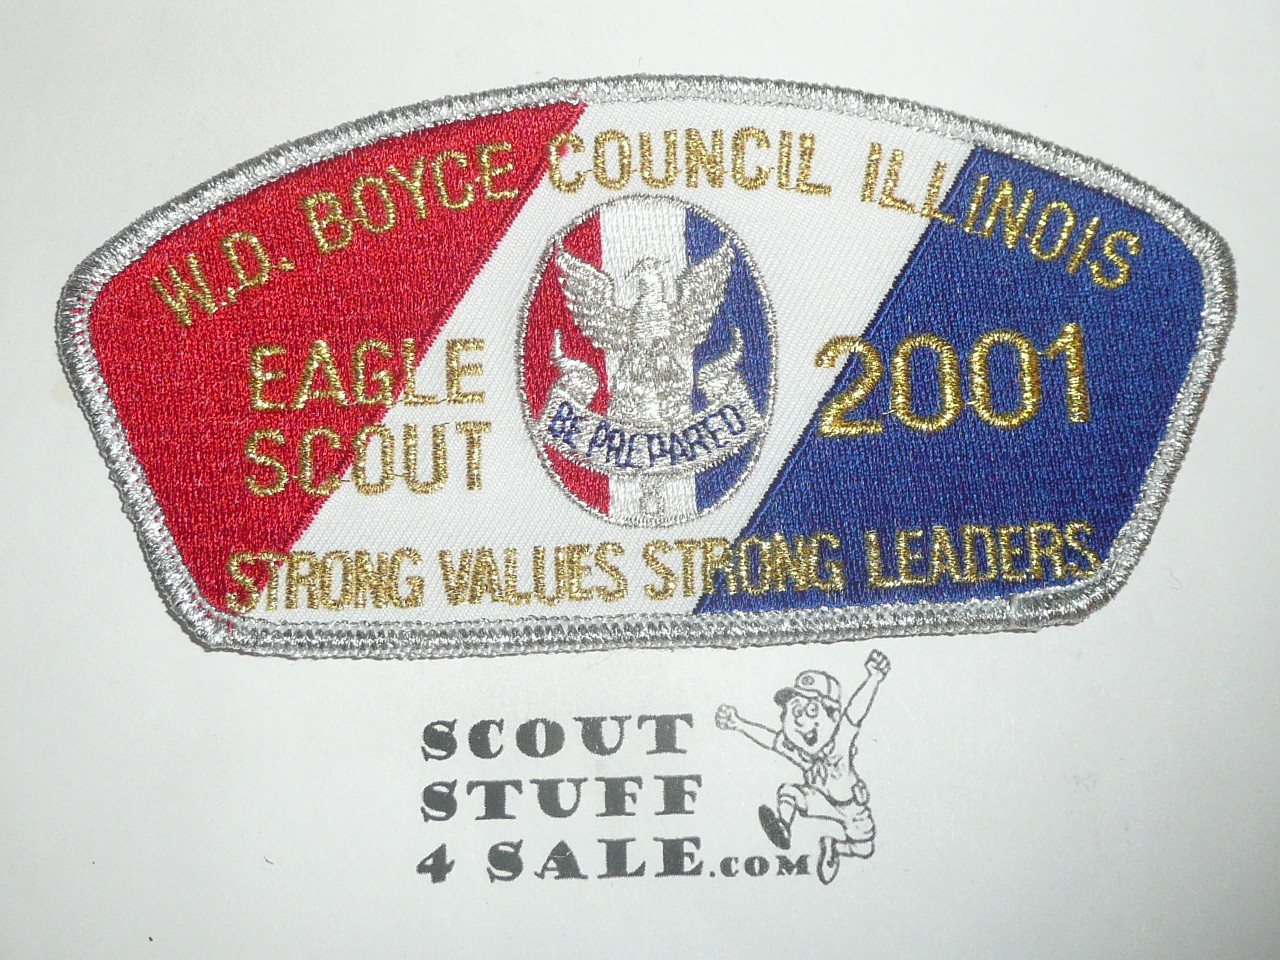 W.D. BOYCE COUNCIL ILLINOIS
EAGLE
SCOUT
2001
BE PREPARED
STRONG VALUES STRONG LEADERS
SCOUT
STUFF
4 SALE.COM